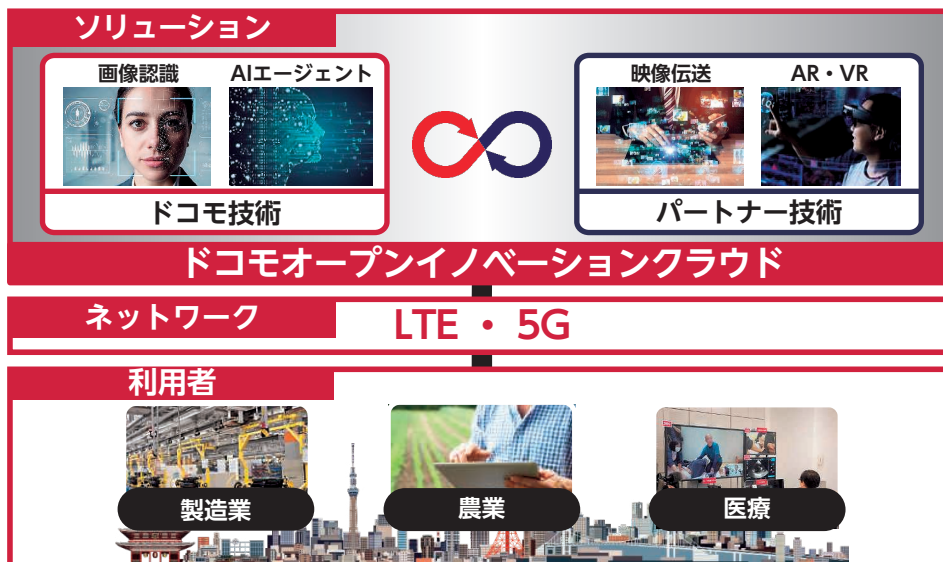 ソリューション
画像認識
AIエージェント
映像伝送
AR・VR
ドコモ技術
パートナー技術
ドコモオープンイノベーションクラウド
ネットワーク
LTE ・ 5G
利用者
製造業
農業
医療